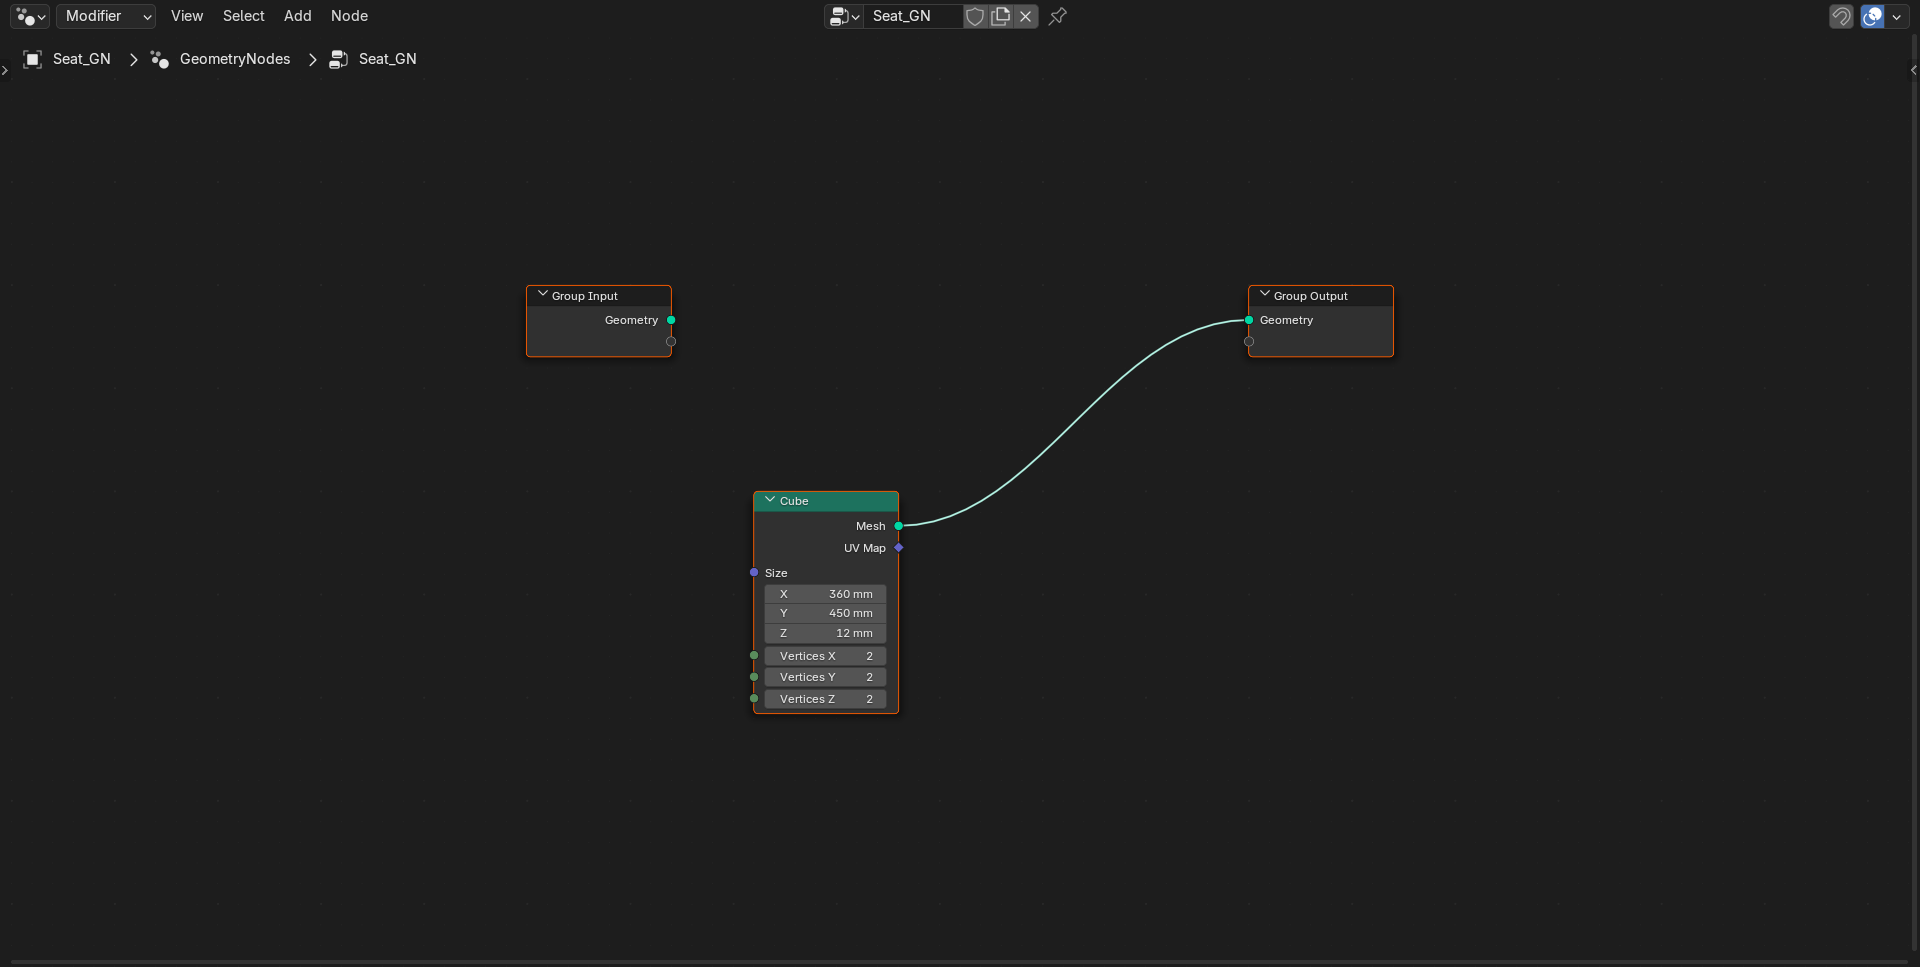 Modifier View Select Add Node Seat_GN
Seat_GN > GeometryNodes > Seat_GN
Group Input
Geometry
Group Output
Geometry
Cube
Mesh
UV Map
Size
X 360 mm
Y 450 mm
Z 12 mm
Vertices X 2
Vertices Y 2
Vertices Z 2